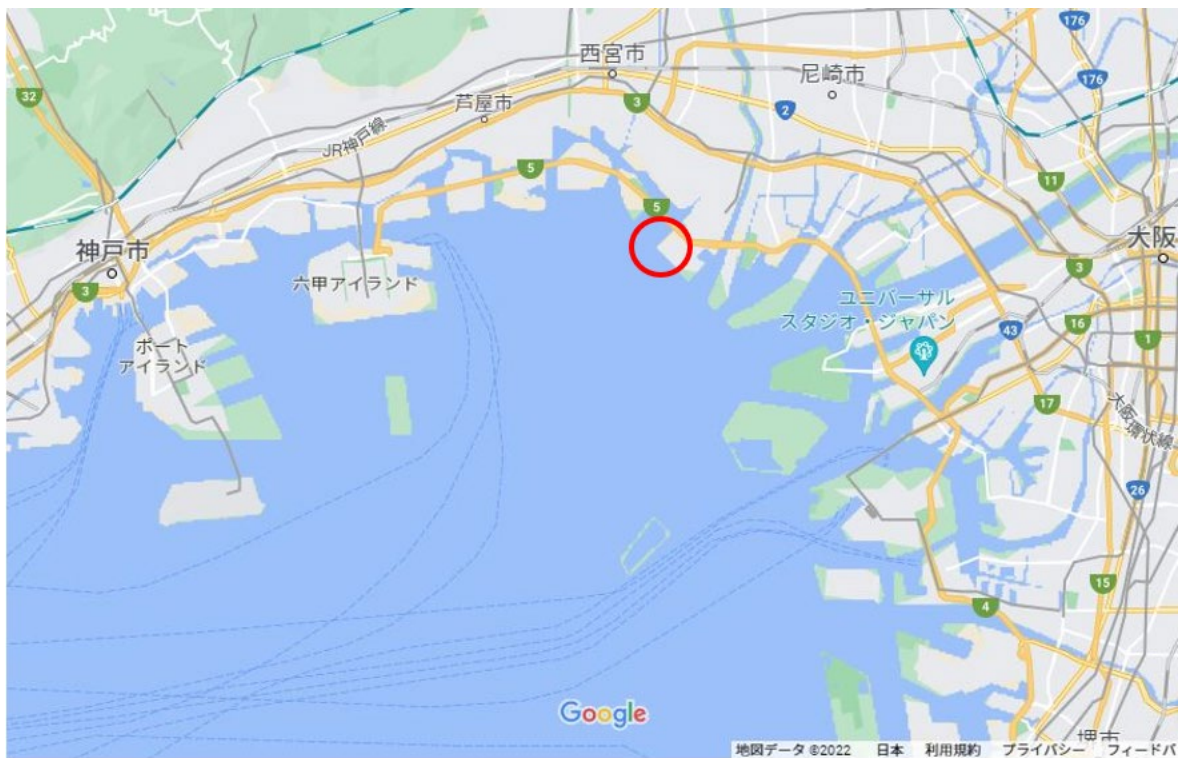 176
西宮市
尼崎市
176
32
芦屋市
3
2
JR神戸線
5
11
5
神戸市
大阪
3
六甲アイランド
3
ユニバーサル
スタジオ・ジャパン
43
16
1
ポート
アイランド
17
大阪環状線
26
15
4
Google
堺市
地図データ ©2022 日本 利用規約 プライバシー フィードバ